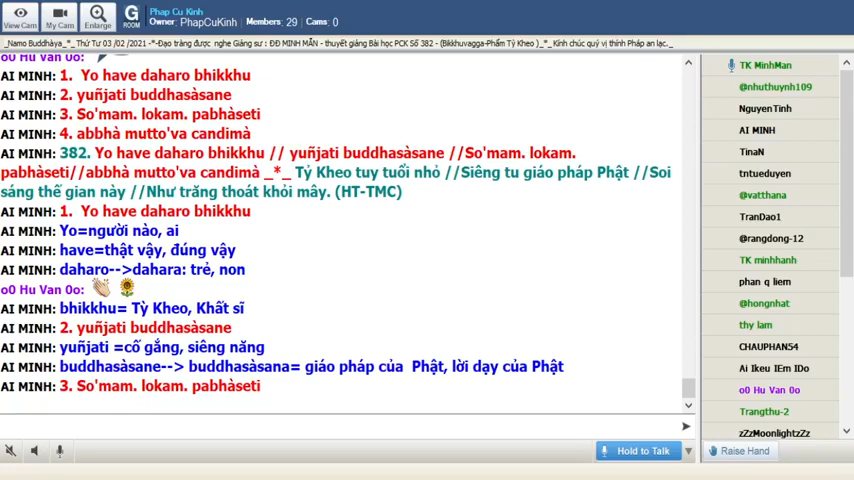 View Cam
My Cam
Enlarge
G
ROOM
Phap Cu Kinh
Owner: PhapCuKinh
Members: 29
Cams: 0
_Namo Buddhàya_*_ Thứ Tư 03 /02 /2021 -*-Đạo tràng được nghe Giảng sư : ĐĐ MINH MẪN - thuyết giảng Bài học PCK Số 382 - (Bikkhuvagga-Phẩm Tỳ Kheo )_*_ Kính chúc quý vị thính Pháp an lạc._
o0 Hu Van 0o:
AI MINH: 1. Yo have daharo bhikkhu
AI MINH: 2. yuñjati buddhasàsane
AI MINH: 3. So'mam. lokam. pabhàseti
AI MINH: 4. abbhà mutto'va candimà
AI MINH: 382. Yo have daharo bhikkhu // yuñjati buddhasàsane //So'mam. lokam.
pabhàseti//abbhà mutto'va candimà _*_ Tỷ Kheo tuy tuổi nhỏ //Siêng tu giáo pháp Phật //Soi
sáng thế gian này //Như trăng thoát khỏi mây. (HT-TMC)
AI MINH: 1. Yo have daharo bhikkhu
AI MINH: Yo=người nào, ai
AI MINH: have=thật vậy, đúng vậy
AI MINH: daharo-->dahara: trẻ, non
o0 Hu Van 0o:
AI MINH: bhikkhu= Tỳ Kheo, Khất sĩ
AI MINH: 2. yuñjati buddhasàsane
AI MINH: yuñjati =cố gắng, siêng năng
AI MINH: buddhasàsane--> buddhasàsana= giáo pháp của Phật, lời dạy của Phật
AI MINH: 3. So'mam. lokam. pabhàseti
TK MinhMan
@nhuthuynh109
NguyenTinh
AI MINH
TinaN
tntueduyen
@vatthana
TranDao1
@rangdong-12
TK minhhanh
phan q liem
@hongnhat
thy lam
CHAUPHAN54
Ai Ikeu IEm IDo
o0 Hu Van 0o
Trangthu-2
zZzMoonlightzZz
Hold to Talk
Raise Hand